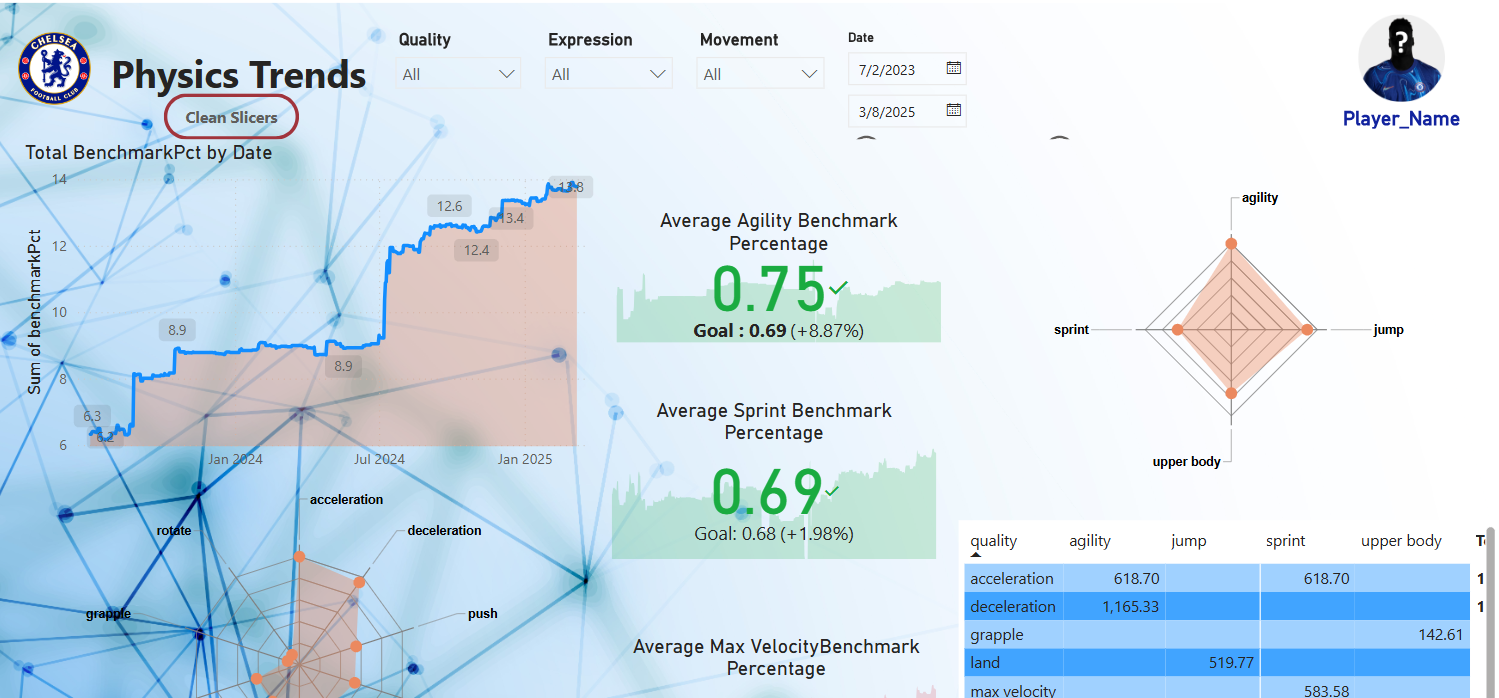 CHELSEA
FOOTBALL CLUB
Physics Trends
Clean Slicers
Quality
All
Expression
All
Movement
All
Date
7/2/2023
3/8/2025
?
Player_Name
Total BenchmarkPct by Date
Sum of benchmarkPct
14
12
10
8
6
6.3
6.2
8.9
8.9
12.6
12.4
13.4
13.8
Jan 2024
Jul 2024
Jan 2025
Average Agility Benchmark
Percentage
0.75
Goal : 0.69 (+8.87%)
Average Sprint Benchmark
Percentage
0.69
Goal: 0.68 (+1.98%)
Average Max VelocityBenchmark
Percentage
agility
sprint
jump
upper body
acceleration
rotate
deceleration
grapple
push
quality agility jump sprint upper body
acceleration 618.70 618.70 1
deceleration 1,165.33 1
grapple 142.61
land 519.77
max velocity 583.58